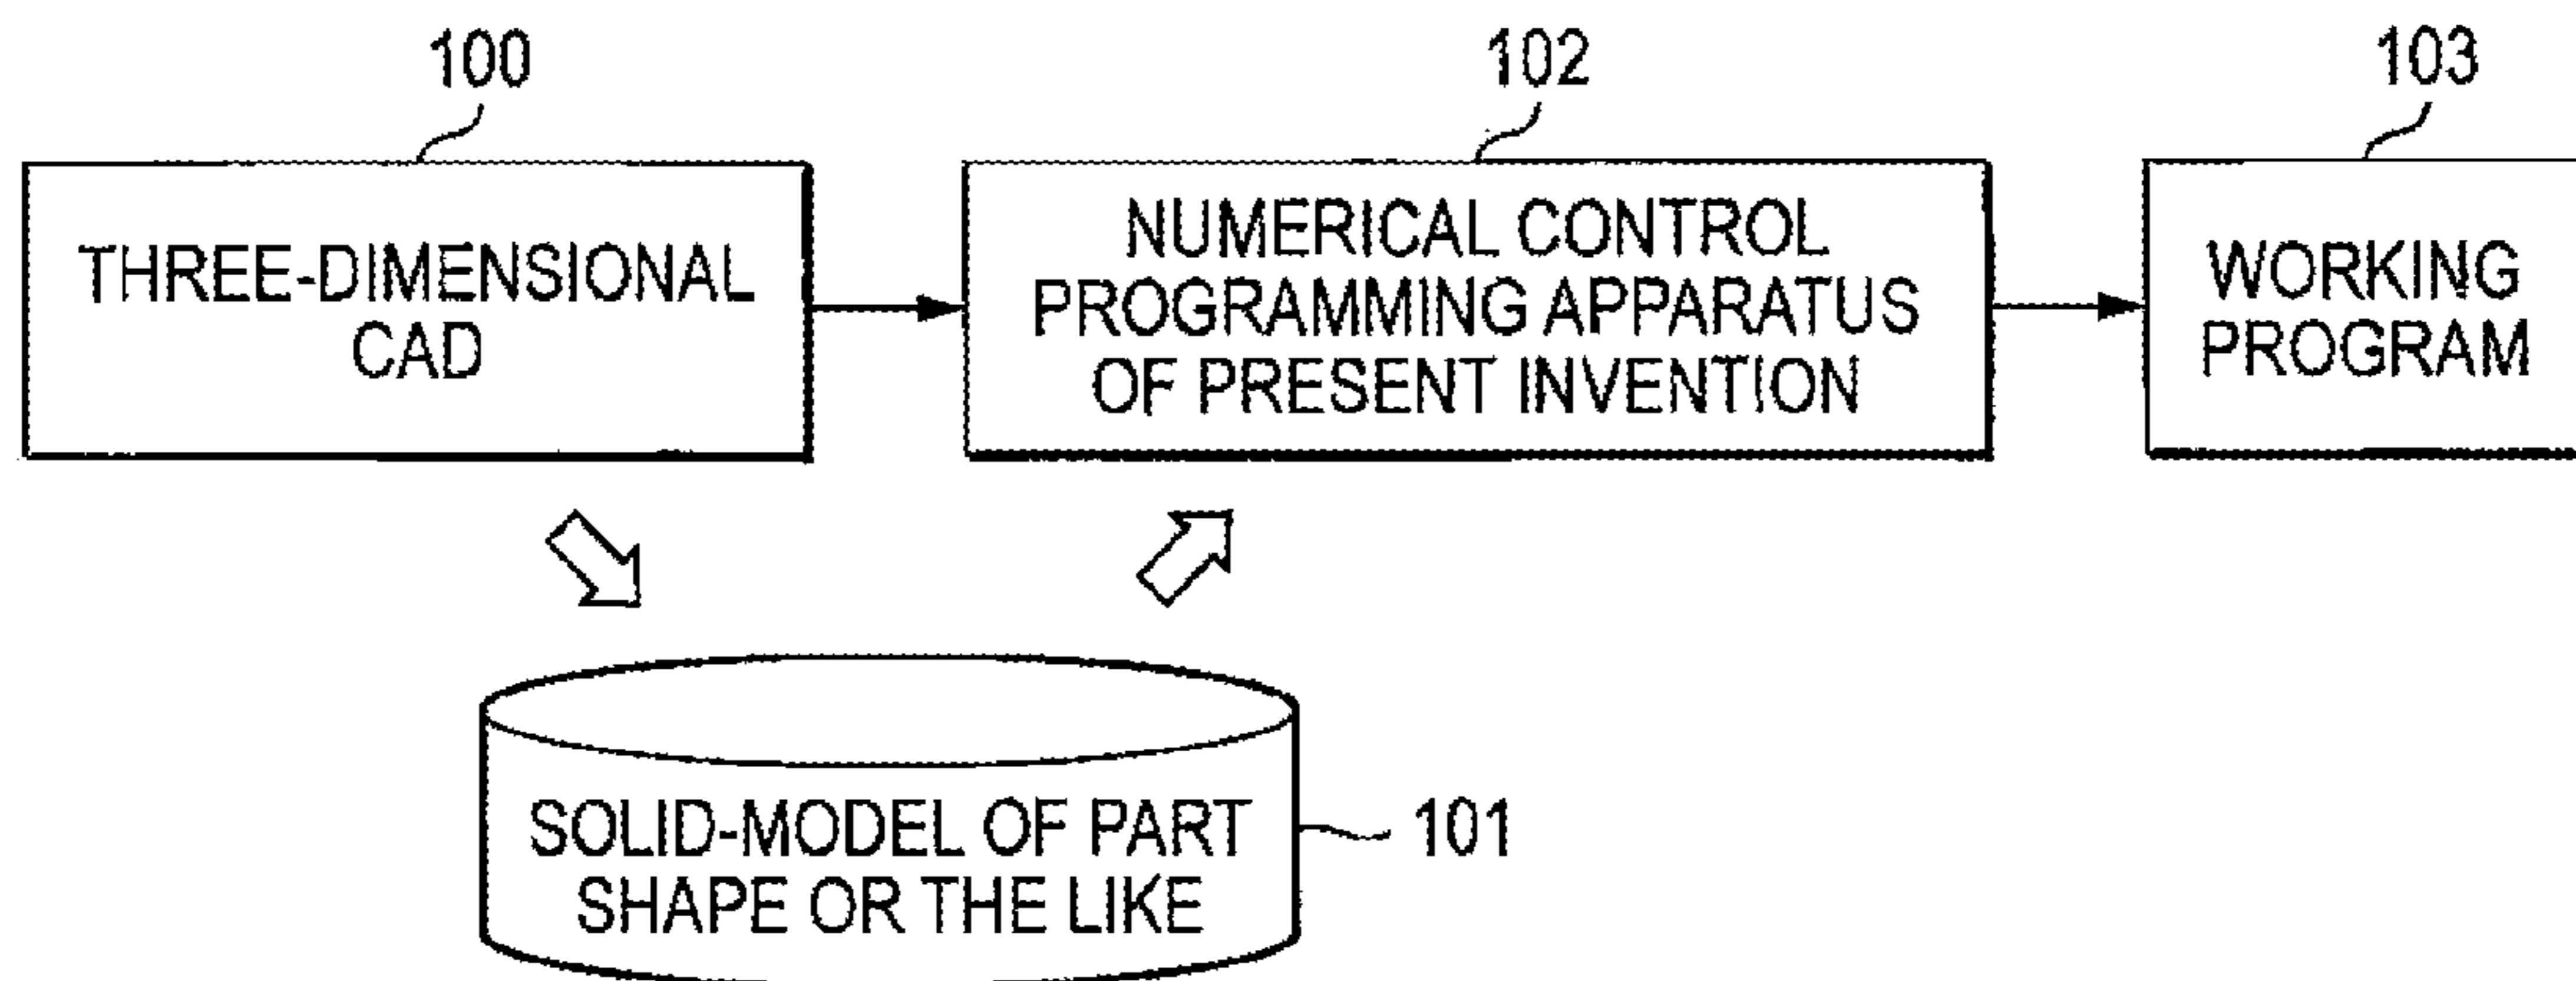 100
102
103
THREE-DIMENSIONAL
CAD
NUMERICAL CONTROL
PROGRAMMING APPARATUS
OF PRESENT INVENTION
WORKING
PROGRAM
SOLID-MODEL OF PART
SHAPE OR THE LIKE
101